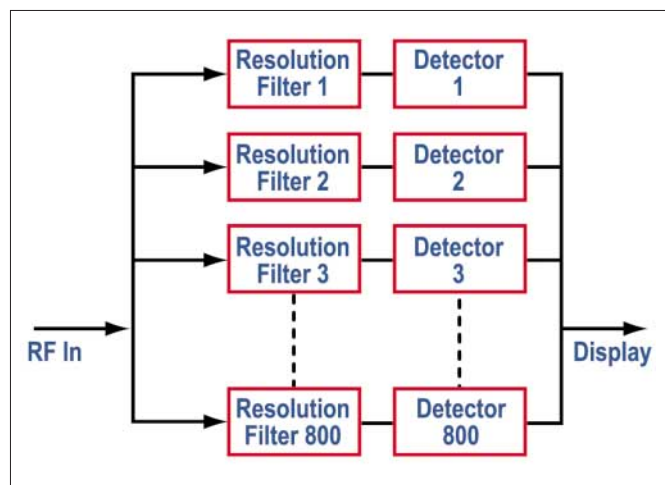 Resolution
Filter 1
Detector
1
Resolution
Filter 2
Detector
2
Resolution
Filter 3
Detector
3
RF In
Display
Resolution
Filter 800
Detector
800